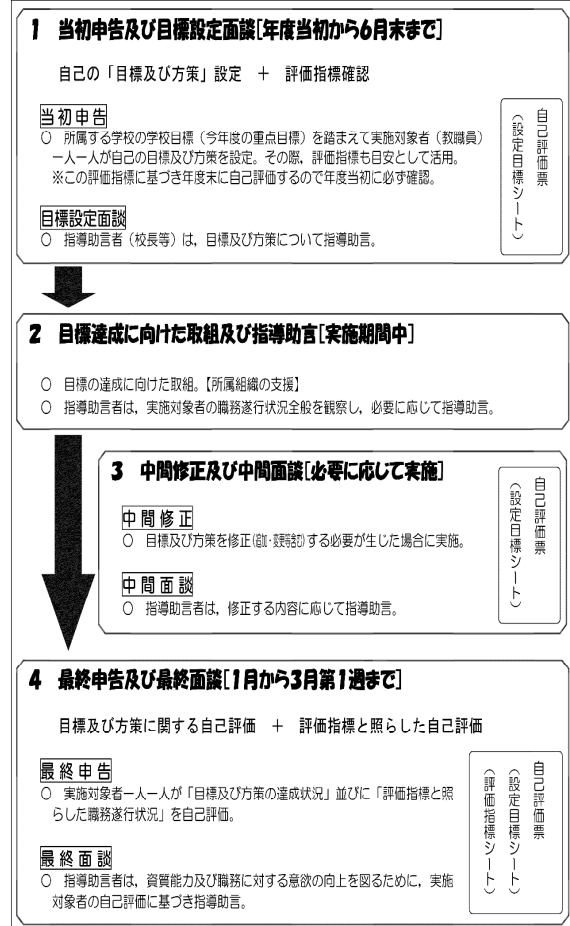 1 当初申告及び目標設定面談[年度当初から6月末まで]
自己の「目標及び方策」設定 + 評価指標確認
当初申告
○ 所属する学校の学校目標(今年度の重点目標)を踏まえて実施対象者(教職員)
一人一人が自己の目標及び方策を設定。その際,評価指標も目安として活用。
※この評価指標に基づき年度末に自己評価するので年度当初に必ず確認。
目標設定面談
○ 指導助言者(校長等)は,目標及び方策について指導助言。
自己評価票
(設定目標シート)
2 目標達成に向けた取組及び指導助言[実施期間中]
○ 目標の達成に向けた取組。【所属組織の支援】
○ 指導助言者は,実施対象者の職務遂行状況全般を観察し,必要に応じて指導助言。
3 中間修正及び中間面談[必要に応じて実施]
中間修正
○ 目標及び方策を修正(追加・変更等含む)する必要が生じた場合に実施。
中間面談
○ 指導助言者は,修正する内容に応じて指導助言。
自己評価票
(設定目標シート)
4 最終申告及び最終面談[1月から3月第1週まで]
目標及び方策に関する自己評価 + 評価指標と照らした自己評価
最終申告
○ 実施対象者一人一人が「目標及び方策の達成状況」並びに「評価指標と照
らした職務遂行状況」を自己評価。
最終面談
○ 指導助言者は,資質能力及び職務に対する意欲の向上を図るために,実施
対象者の自己評価に基づき指導助言。
自己評価票
(設定目標シート)
(評価指標シート)